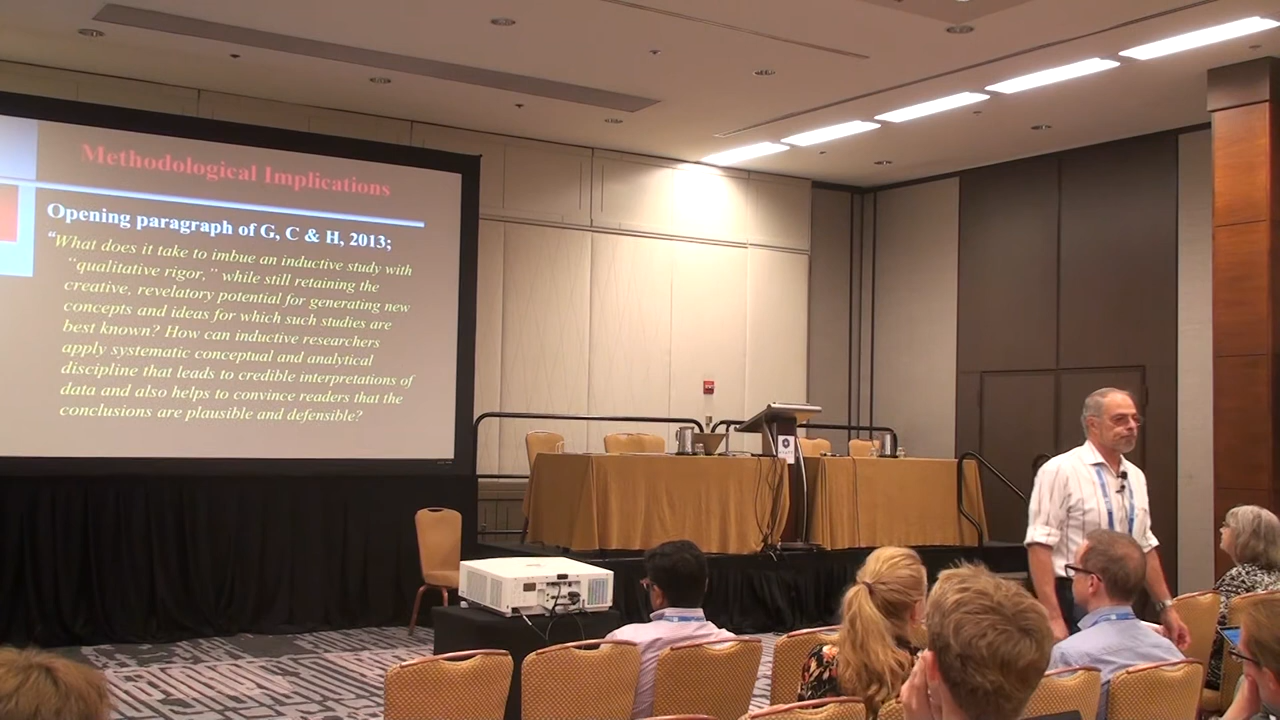 Methodological Implications
Opening paragraph of G, C & H, 2013;
“What does it take to imbue an inductive study with
“qualitative rigor,” while still retaining the
creative, revelatory potential for generating new
concepts and ideas for which such studies are
best known? How can inductive researchers
apply systematic conceptual and analytical
discipline that leads to credible interpretations of
data and also helps to convince readers that the
conclusions are plausible and defensible?